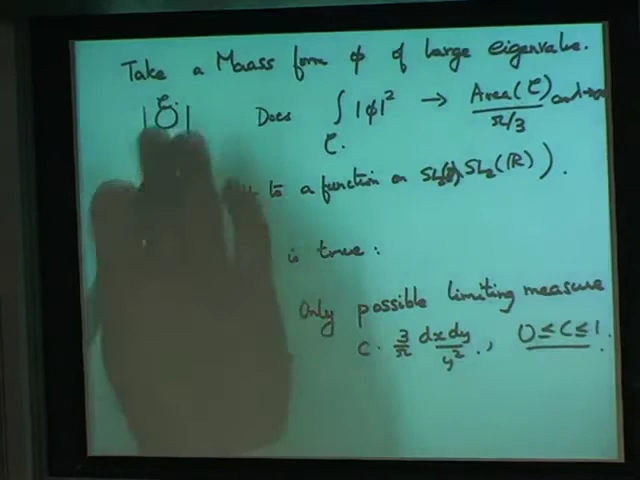 Take a Maass form φ of large eigenvalue.
Does ∫_C |φ|² → Area(C) / π/3
to a function on SL₂(ℤ)\SL₂(ℝ) ).
is true :
Only possible limiting measure
c · 3/π dxdy/y² , 0 ≤ c ≤ 1.